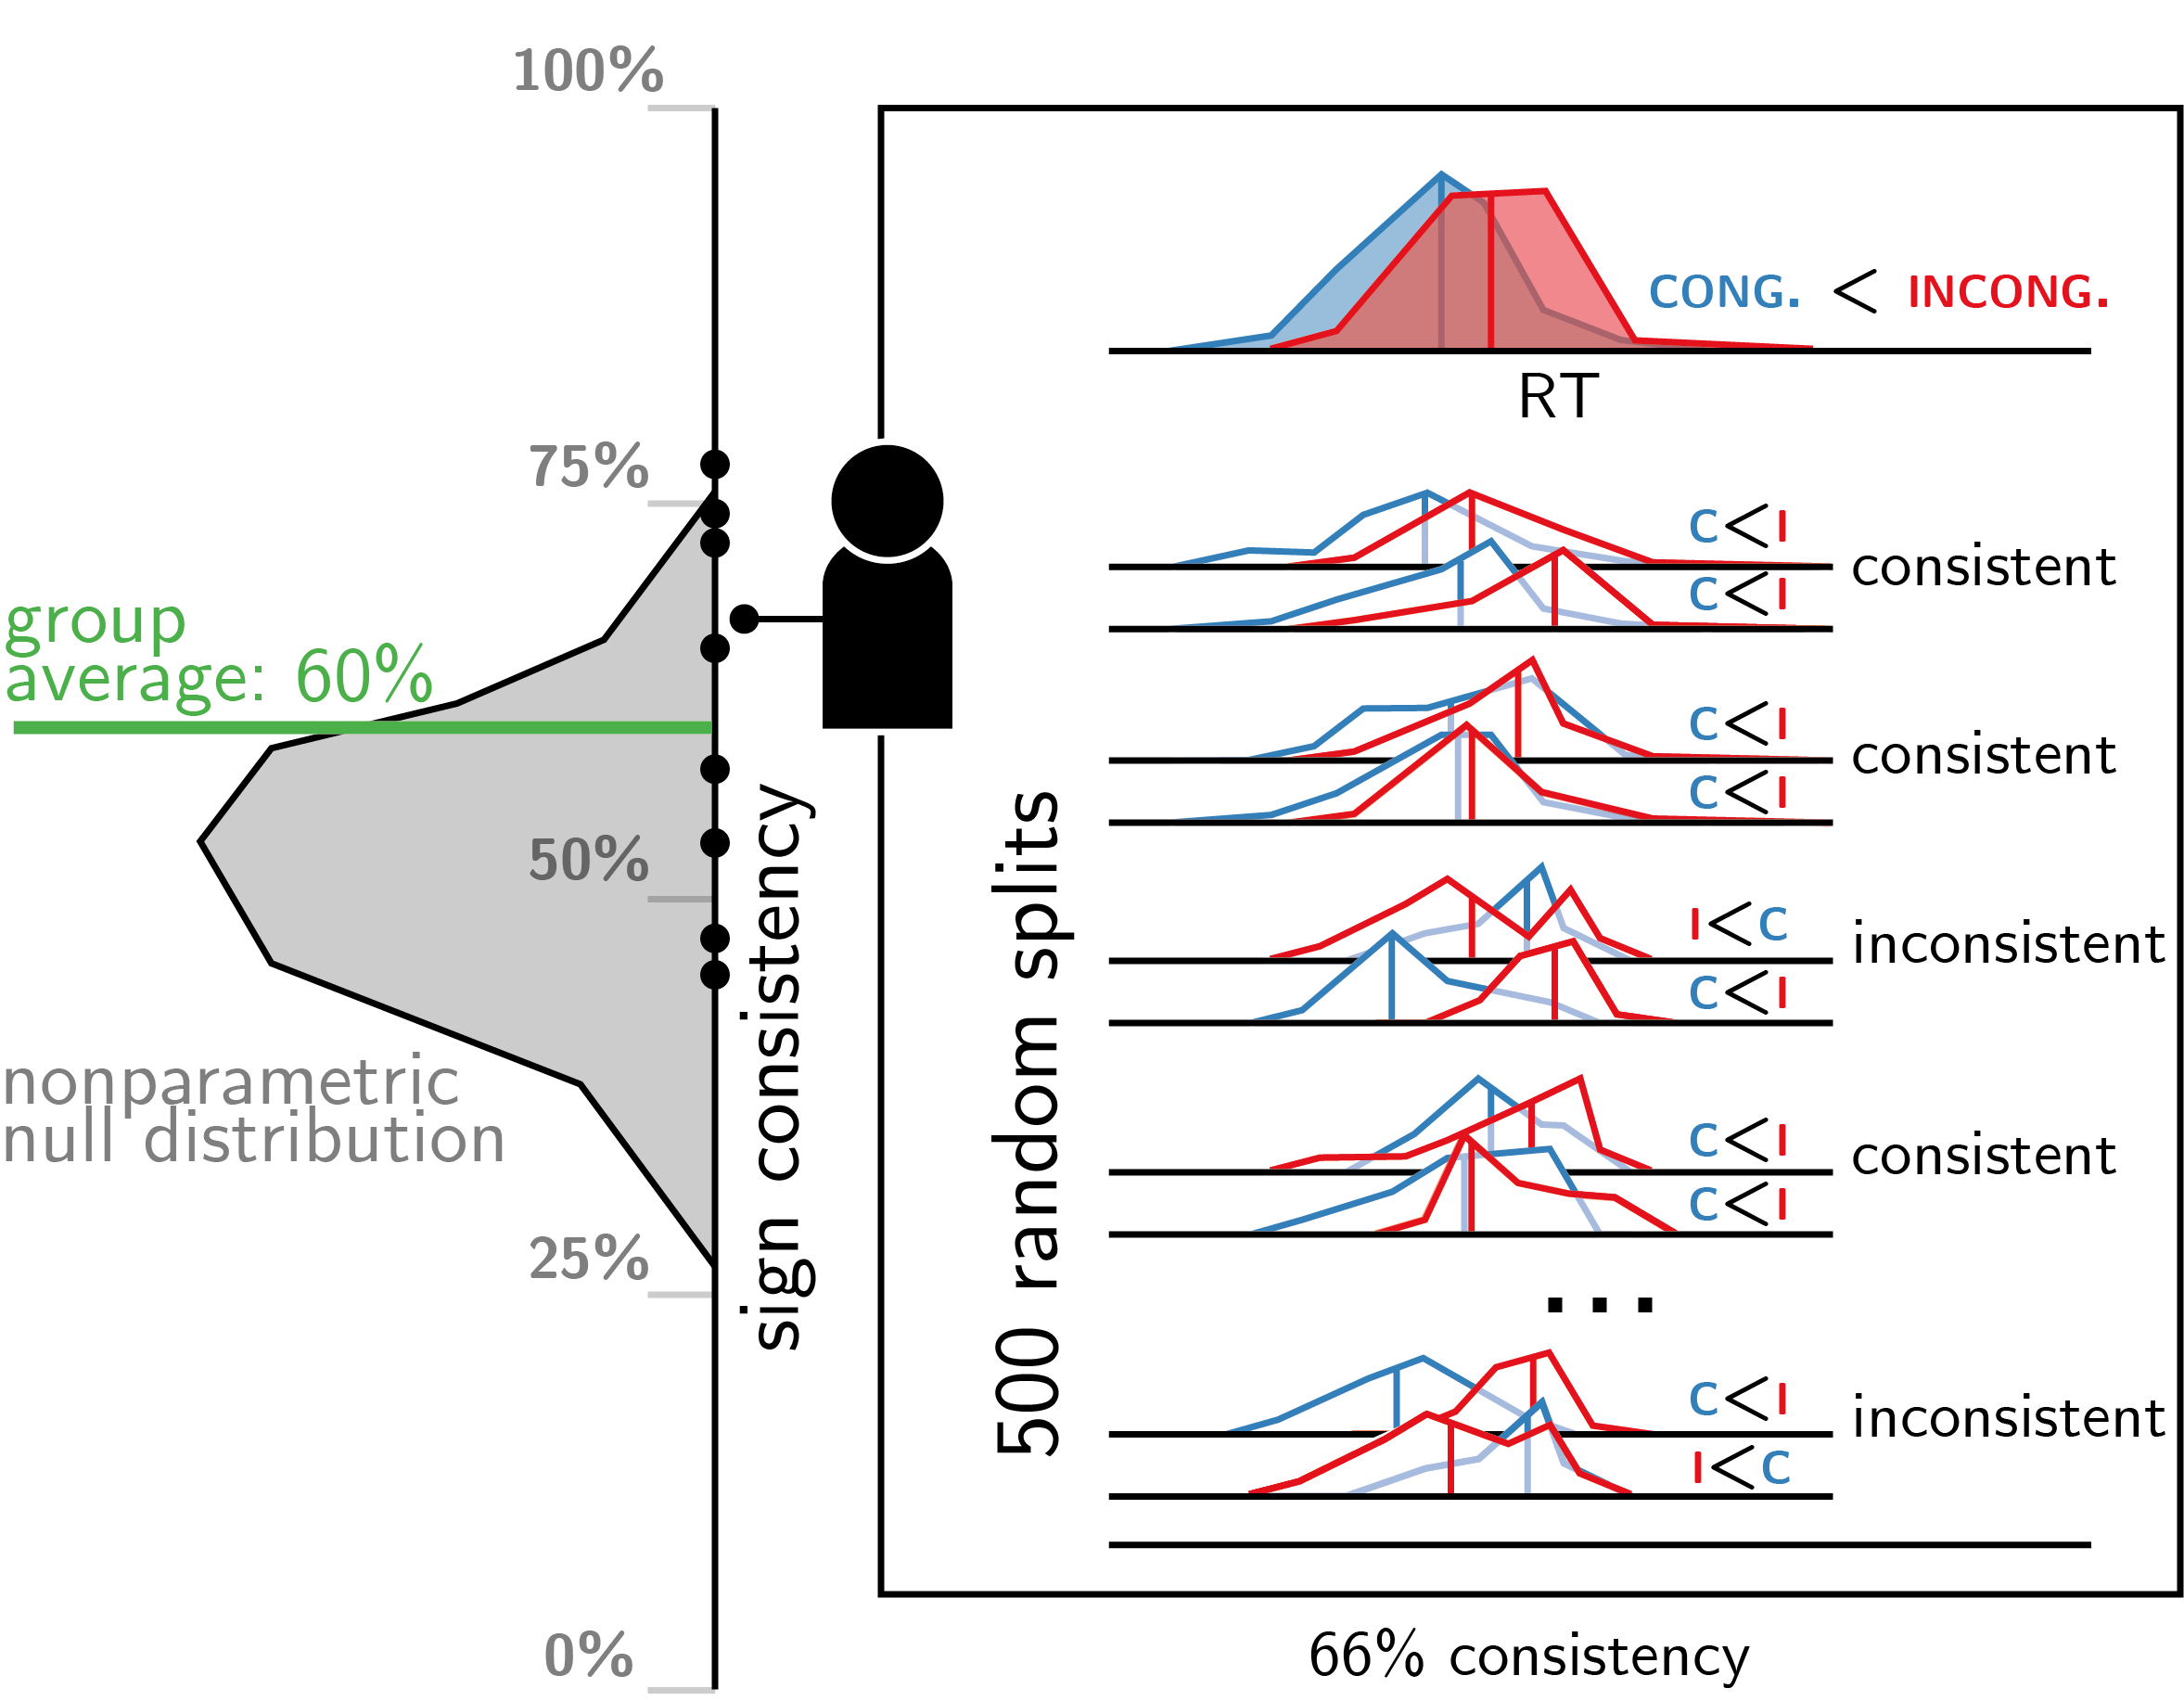 100%
75%
group
average: 60%
50%
nonparametric
null distribution
25%
0%
sign consistency
CONG. < INCONG.
RT
500 random splits
C<I
consistent
C<I
C<I
consistent
C<I
I<C
inconsistent
C<I
C<I
consistent
C<I
...
C<I
inconsistent
I<C
66% consistency